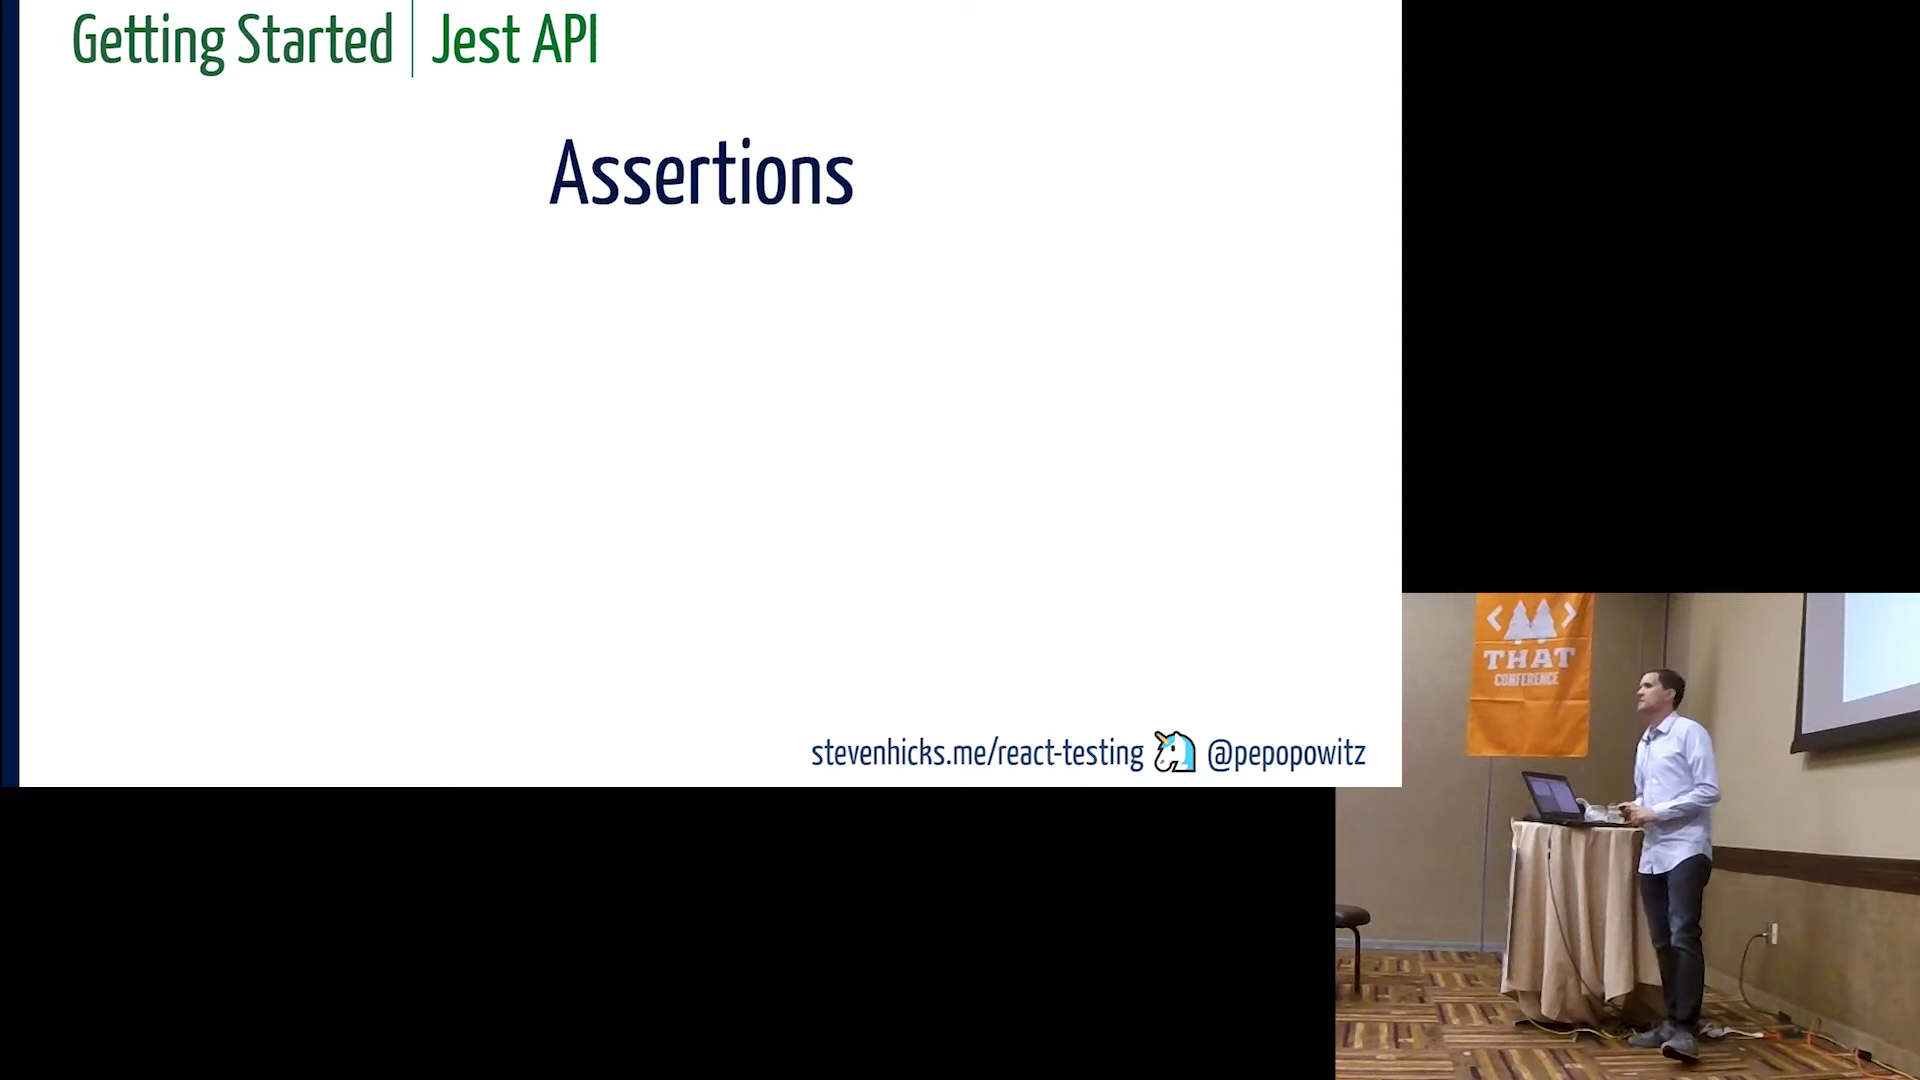 Getting Started | Jest API
Assertions
stevenhicks.me/react-testing @pepopowitz
< >
THAT
CONFERENCE